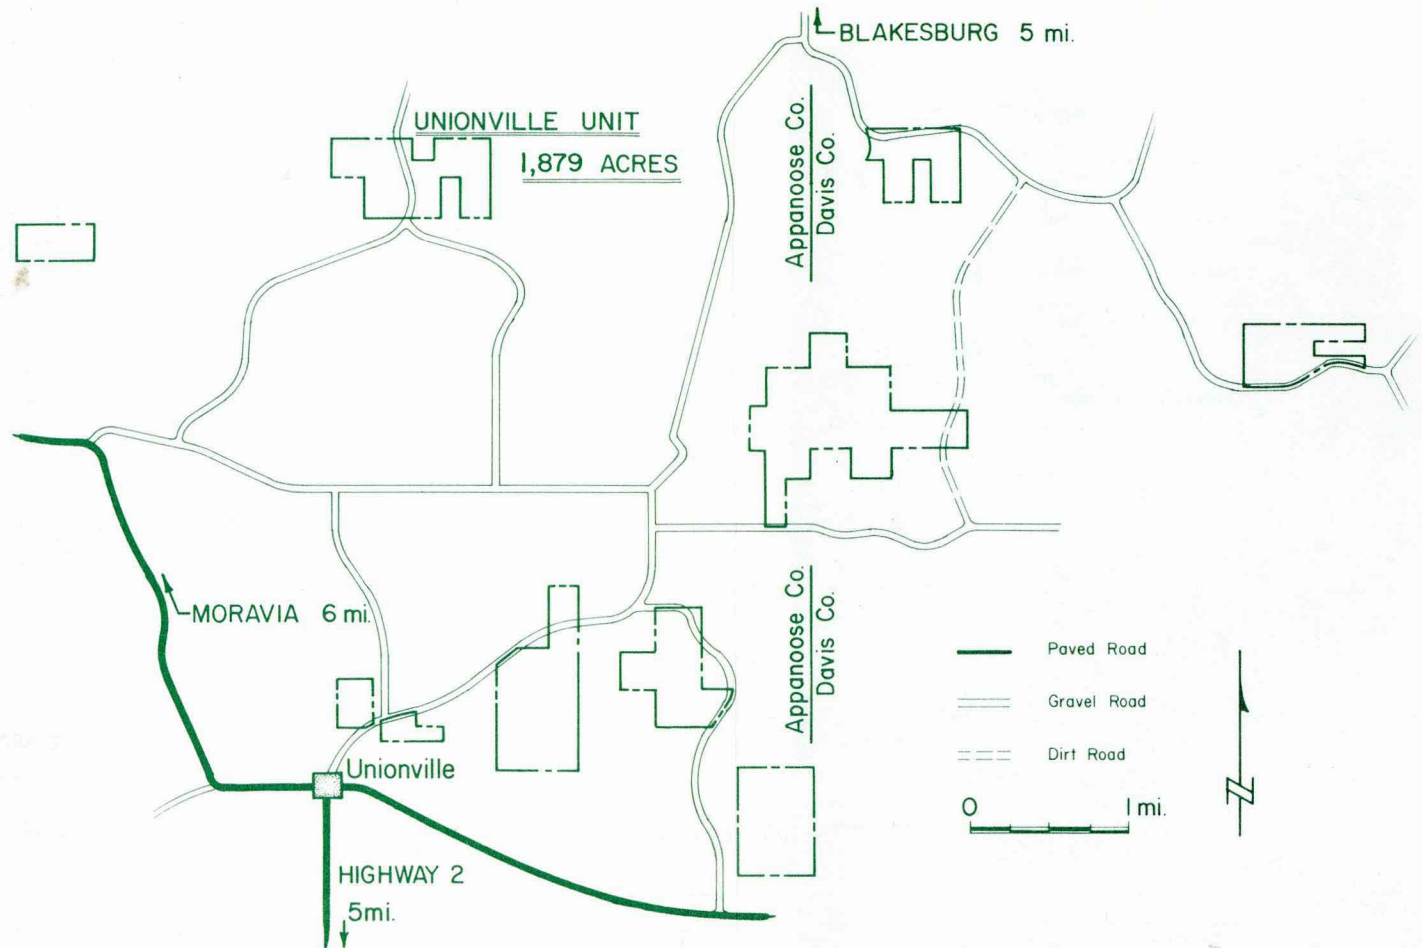 BLAKESBURG 5 mi.
UNIONVILLE UNIT
1,879 ACRES
Appanoose Co.
Davis Co.
MORAVIA 6 mi.
Appanoose Co.
Davis Co.
Paved Road
Gravel Road
Dirt Road
Unionville
0 1 mi.
HIGHWAY 2
5mi.